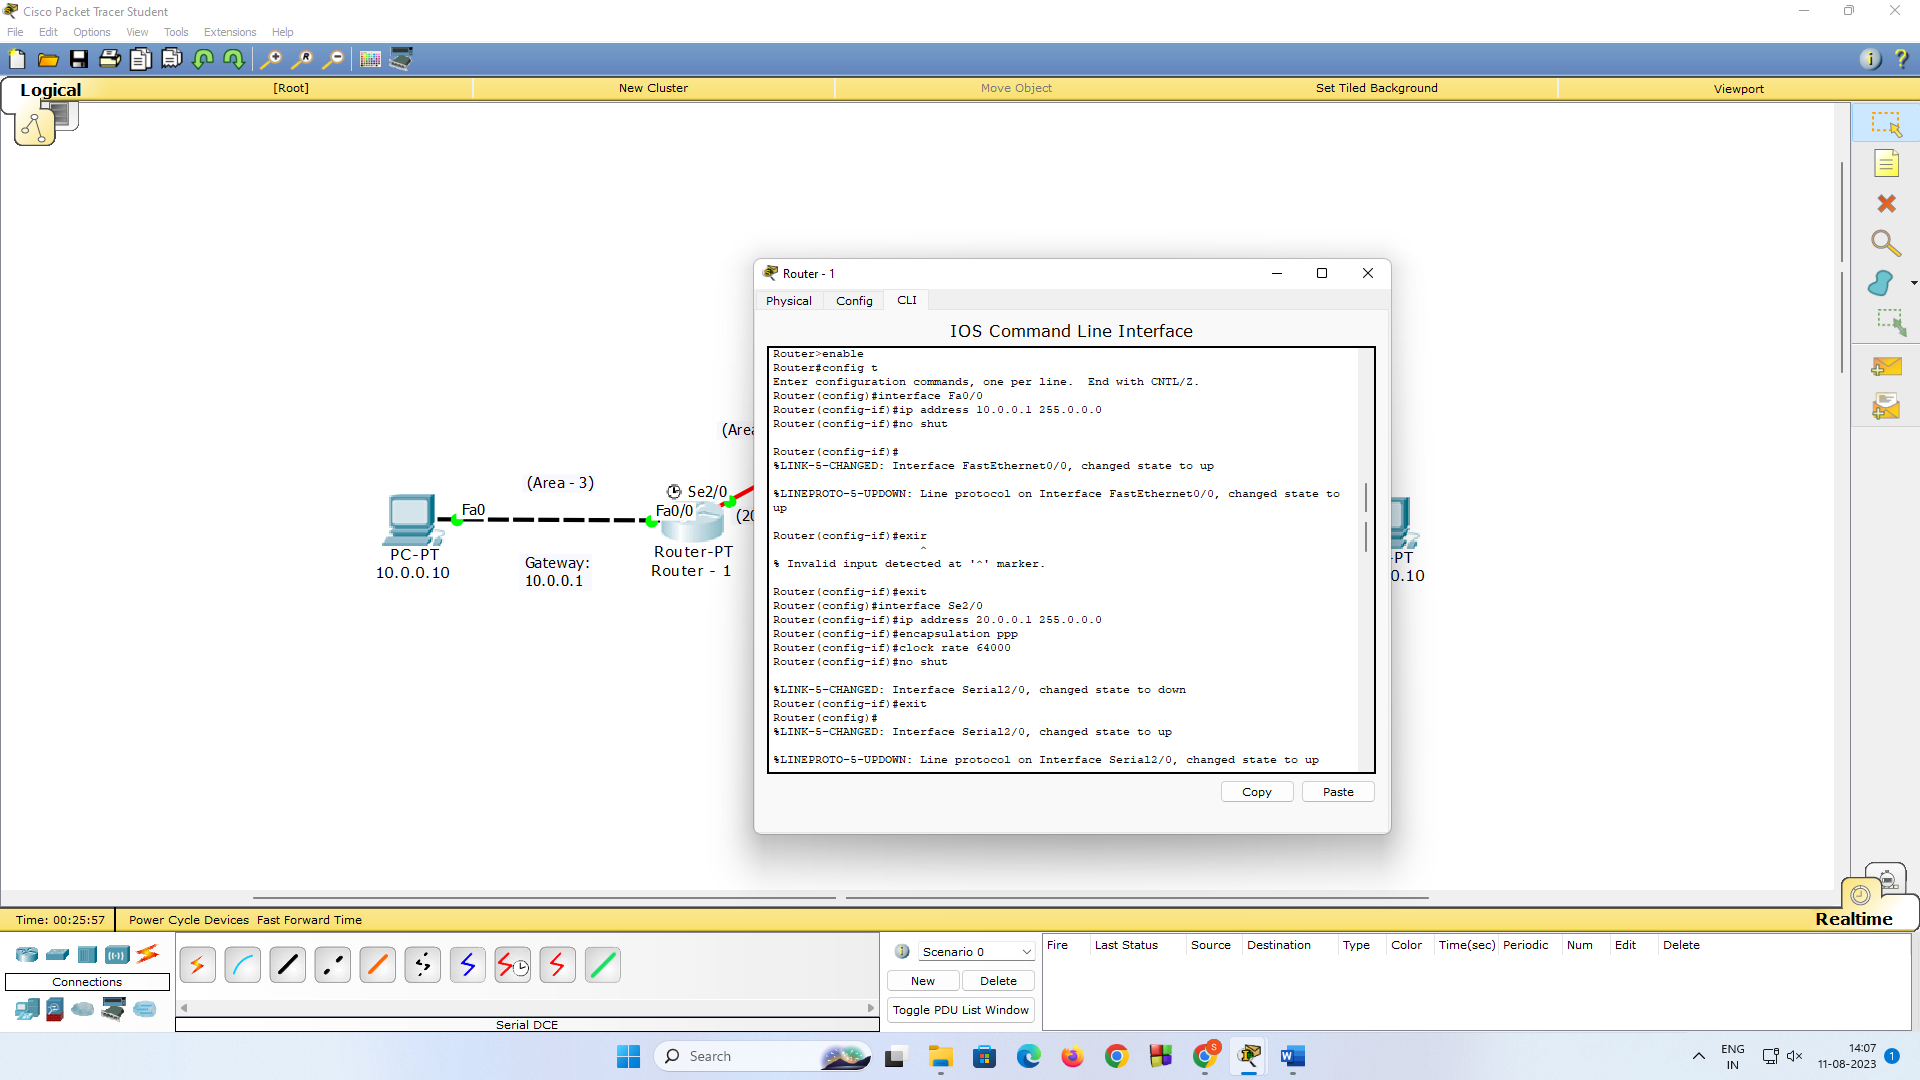 Cisco Packet Tracer Student
File Edit Options View Tools Extensions Help
Logical [Root] New Cluster Move Object Set Tiled Background Viewport
(Area
(Area - 3)
Se2/0
Fa0 Fa0/0 (20
PC-PT
10.0.0.10
Gateway:
10.0.0.1
Router-PT
Router - 1
-PT
0.10
Router - 1
Physical Config CLI
IOS Command Line Interface
Router>enable
Router#config t
Enter configuration commands, one per line.  End with CNTL/Z.
Router(config)#interface Fa0/0
Router(config-if)#ip address 10.0.0.1 255.0.0.0
Router(config-if)#no shut
Router(config-if)#
%LINK-5-CHANGED: Interface FastEthernet0/0, changed state to up
%LINEPROTO-5-UPDOWN: Line protocol on Interface FastEthernet0/0, changed state to
up
Router(config-if)#exir
^
% Invalid input detected at '^' marker.
Router(config-if)#exit
Router(config)#interface Se2/0
Router(config-if)#ip address 20.0.0.1 255.0.0.0
Router(config-if)#encapsulation ppp
Router(config-if)#clock rate 64000
Router(config-if)#no shut
%LINK-5-CHANGED: Interface Serial2/0, changed state to down
Router(config-if)#exit
Router(config)#
%LINK-5-CHANGED: Interface Serial2/0, changed state to up
%LINEPROTO-5-UPDOWN: Line protocol on Interface Serial2/0, changed state to up
Copy Paste
Time: 00:25:57 Power Cycle Devices Fast Forward Time Realtime
Connections
Serial DCE
Scenario 0
New Delete
Toggle PDU List Window
Fire Last Status Source Destination Type Color Time(sec) Periodic Num Edit Delete
Search
ENG
IN
14:07
11-08-2023
1